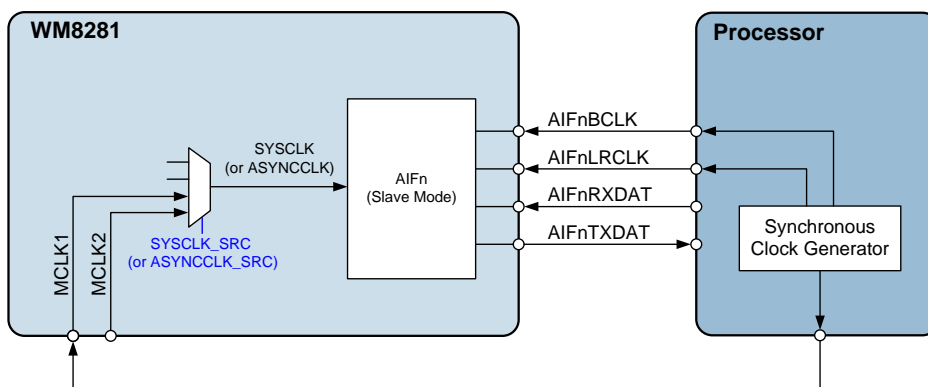 WM8281
Processor
AIFnBCLK
SYSCLK
(or ASYNCCLK)
AIFnLRCLK
AIFn
(Slave Mode)
AIFnRXDAT
AIFnTXDAT
Synchronous
Clock Generator
SYSCLK_SRC
(or ASYNCCLK_SRC)
MCLK1
MCLK2